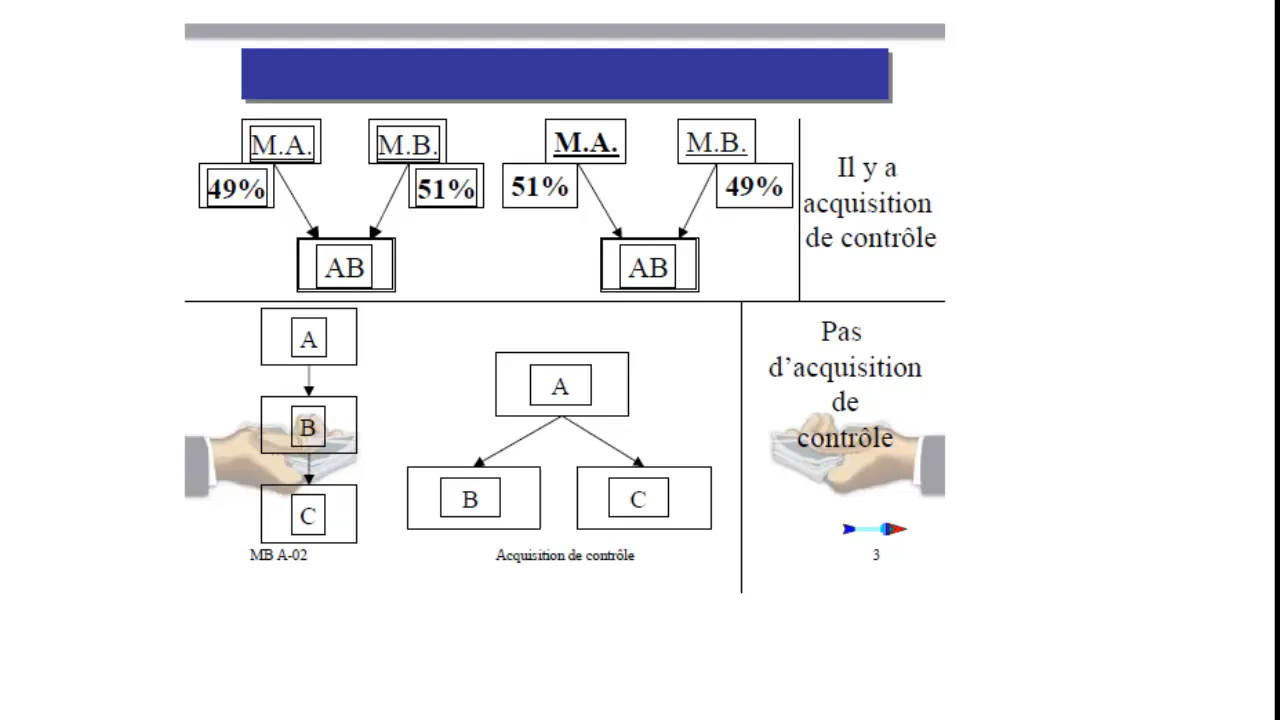 M.A.
M.B.
M.A.
M.B.
49%
51%
51%
49%
AB
AB
Il y a
acquisition
de contrôle
A
B
C
A
B
C
Pas
d’acquisition
de
contrôle
MB A-02
Acquisition de contrôle
3